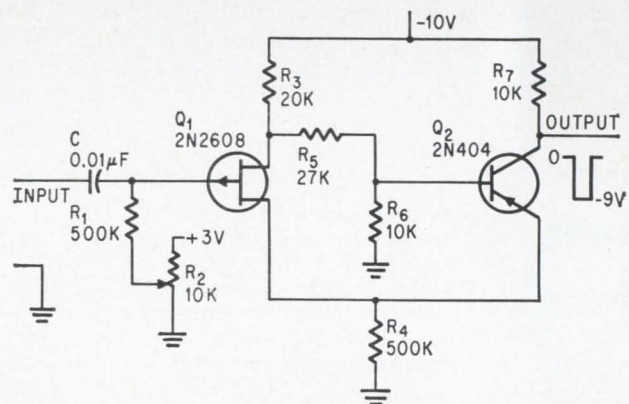 -10V
R3
20K
R7
10K
Q1
2N2608
Q2
2N404
OUTPUT
C
0.01μF
R5
27K
0
-9V
INPUT
R1
500K
+3V
R6
10K
R2
10K
R4
500K